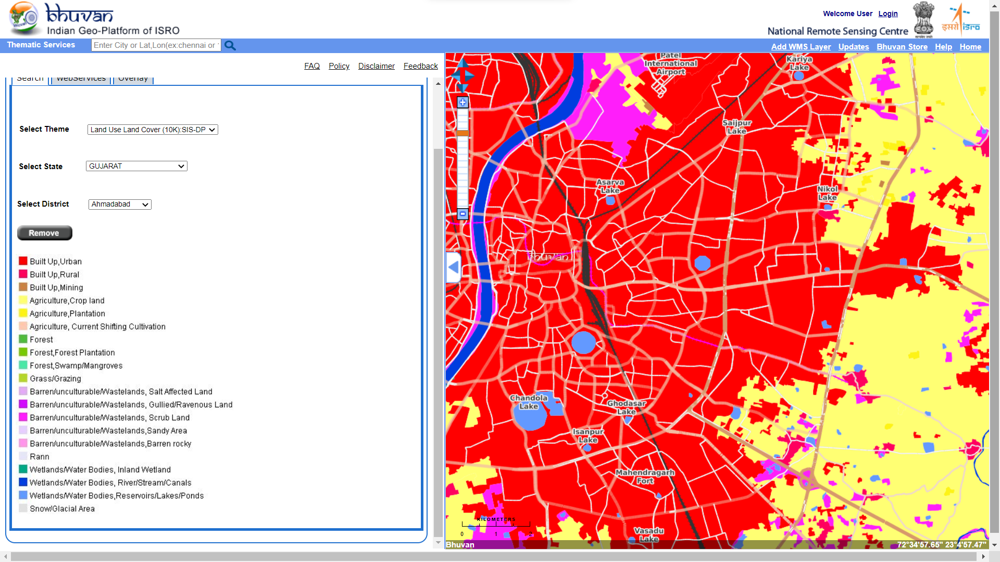 bhuvan
Indian Geo-Platform of ISRO
Welcome User Login
National Remote Sensing Centre
सत्यमेव जयते
इसरो isro
Thematic Services
Enter City or Lat,Lon(ex:chennai or
Add WMS Layer Updates Bhuvan Store Help Home
FAQ Policy Disclaimer Feedback
Search WebServices Overlay
Select Theme Land Use Land Cover (10K):SIS-DP
Select State GUJARAT
Select District Ahmadabad
Remove
Built Up,Urban
Built Up,Rural
Built Up,Mining
Agriculture,Crop land
Agriculture,Plantation
Agriculture, Current Shifting Cultivation
Forest
Forest,Forest Plantation
Forest,Swamp/Mangroves
Grass/Grazing
Barren/unculturable/Wastelands, Salt Affected Land
Barren/unculturable/Wastelands, Gullied/Ravenous Land
Barren/unculturable/Wastelands, Scrub Land
Barren/unculturable/Wastelands,Sandy Area
Barren/unculturable/Wastelands,Barren rocky
Rann
Wetlands/Water Bodies, Inland Wetland
Wetlands/Water Bodies, River/Stream/Canals
Wetlands/Water Bodies,Reservoirs/Lakes/Ponds
Snow/Glacial Area
Patel
International
Airport
Kariya
Lake
Saijpur
Lake
Asarva
Lake
Nikol
Lake
bhuvan
Chandola
Lake
Ghodasar
Lake
Isanpur
Lake
Mahendragarh
Fort
Vasadu
Lake
KILOMETERS
0 1 2
Bhuvan
72°34'57.65" 23°4'57.47"